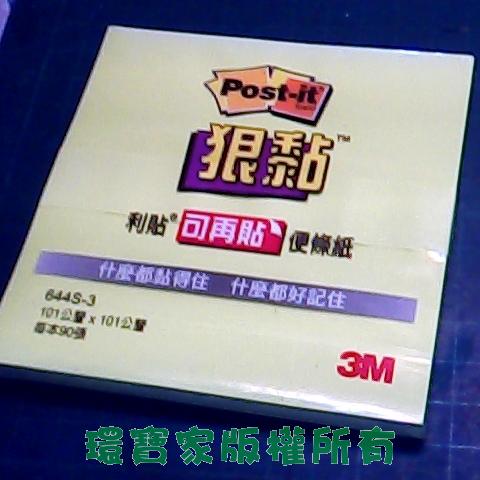 Post-it
狠黏™
利貼® 可再貼 便條紙
什麼都黏得住 什麼都好記住
644S-3
101公釐 x 101公釐
每本90張
3M
環寶家版權所有